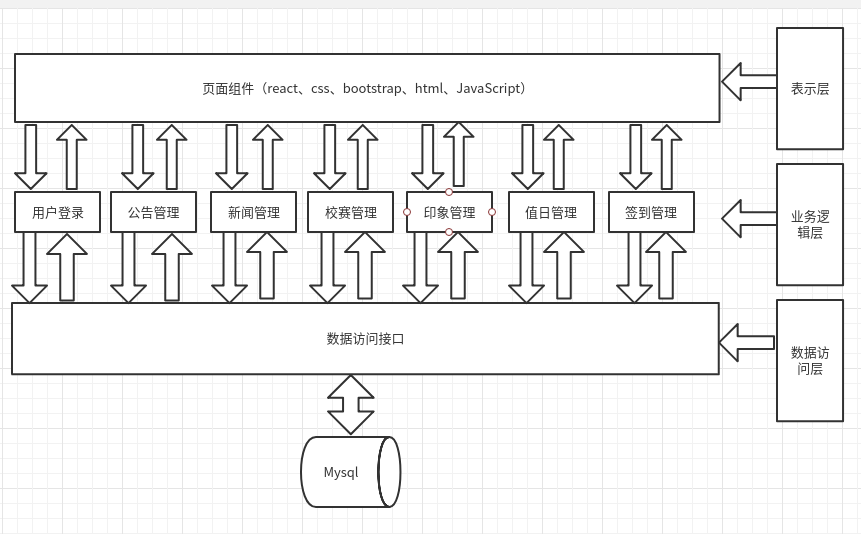 页面组件（react、css、bootstrap、html、JavaScript）
表示层
用户登录
公告管理
新闻管理
校赛管理
印象管理
值日管理
签到管理
业务逻
辑层
数据访问接口
数据访
问层
Mysql